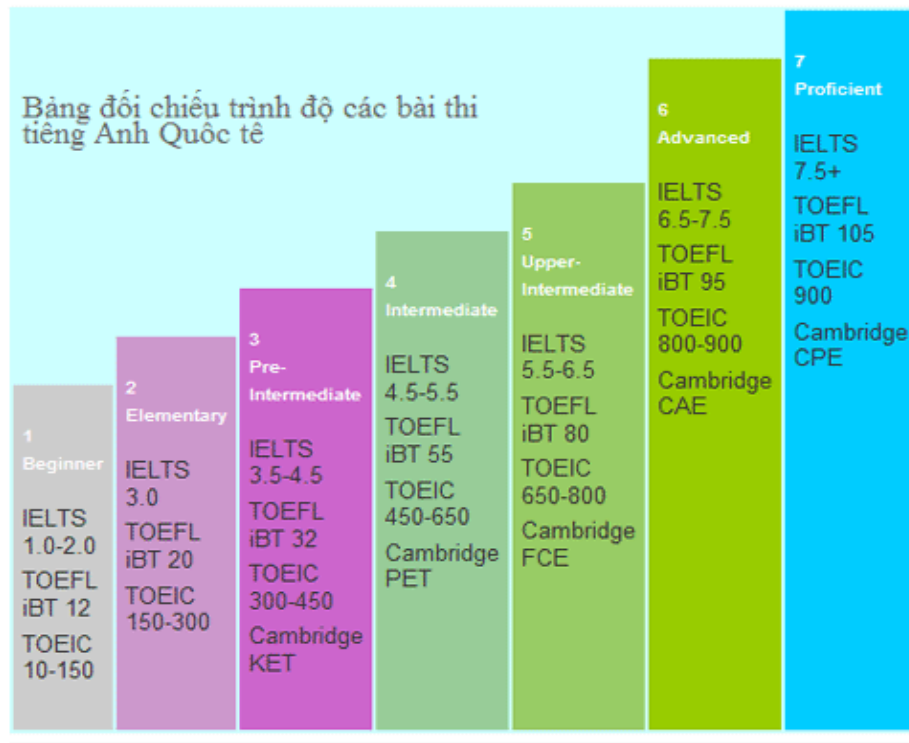 Bảng đối chiếu trình độ các bài thi
tiếng Anh Quốc tế
1
Beginner
IELTS
1.0-2.0
TOEFL
iBT 12
TOEIC
10-150
2
Elementary
IELTS
3.0
TOEFL
iBT 20
TOEIC
150-300
3
Pre-
Intermediate
IELTS
3.5-4.5
TOEFL
iBT 32
TOEIC
300-450
Cambridge
KET
4
Intermediate
IELTS
4.5-5.5
TOEFL
iBT 55
TOEIC
450-650
Cambridge
PET
5
Upper-
Intermediate
IELTS
5.5-6.5
TOEFL
iBT 80
TOEIC
650-800
Cambridge
FCE
6
Advanced
IELTS
6.5-7.5
TOEFL
iBT 95
TOEIC
800-900
Cambridge
CAE
7
Proficient
IELTS
7.5+
TOEFL
iBT 105
TOEIC
900
Cambridge
CPE